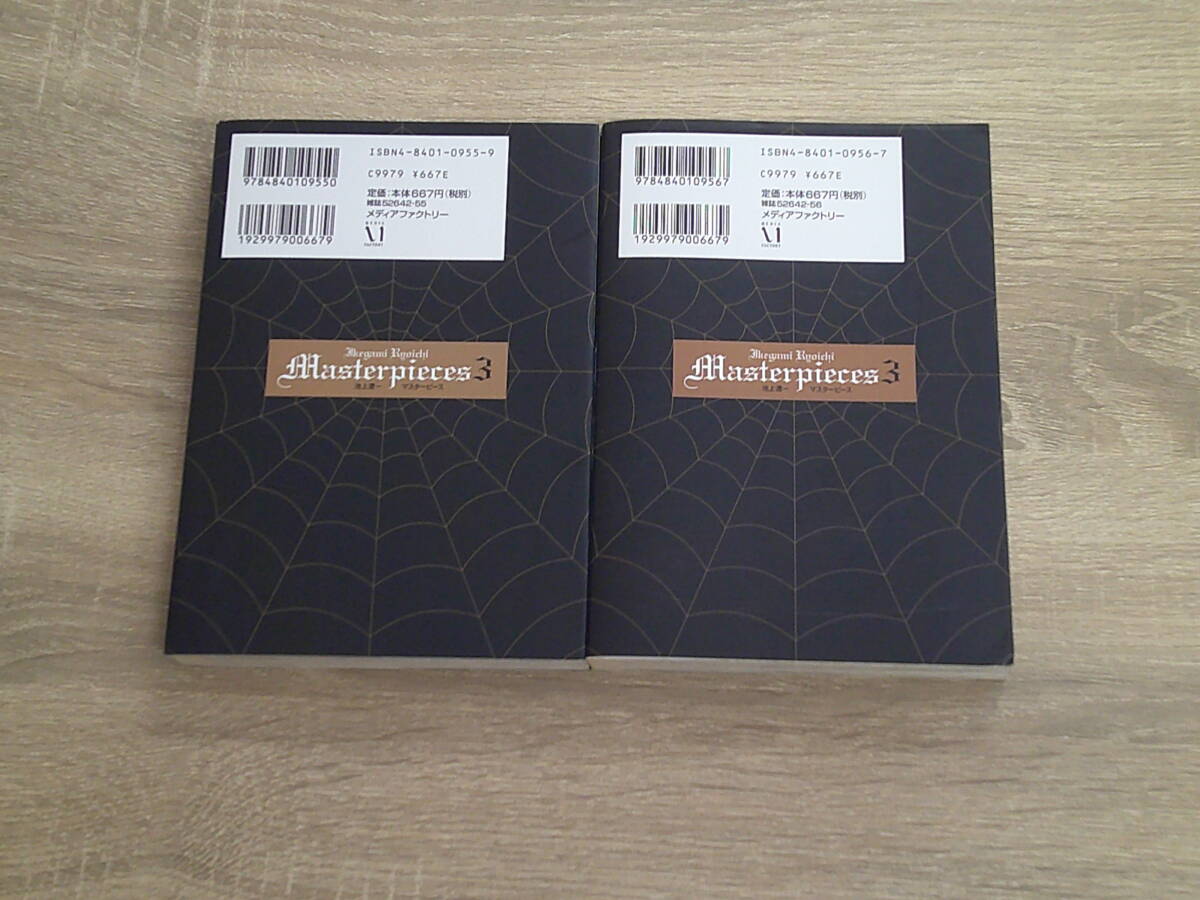 ISBN4-8401-0955-9
9784840109550
C9979 ¥667E
定価:本体667円(税別)
雑誌52642-55
メディアファクトリー
1929979006679
MEDIA
FACTORY
Ikegami Ryoichi
Masterpieces 3
池上遼一 マスターピース
ISBN4-8401-0956-7
9784840109567
C9979 ¥667E
定価:本体667円(税別)
雑誌52642-56
メディアファクトリー
1929979006679
MEDIA
FACTORY
Ikegami Ryoichi
Masterpieces 3
池上遼一 マスターピース